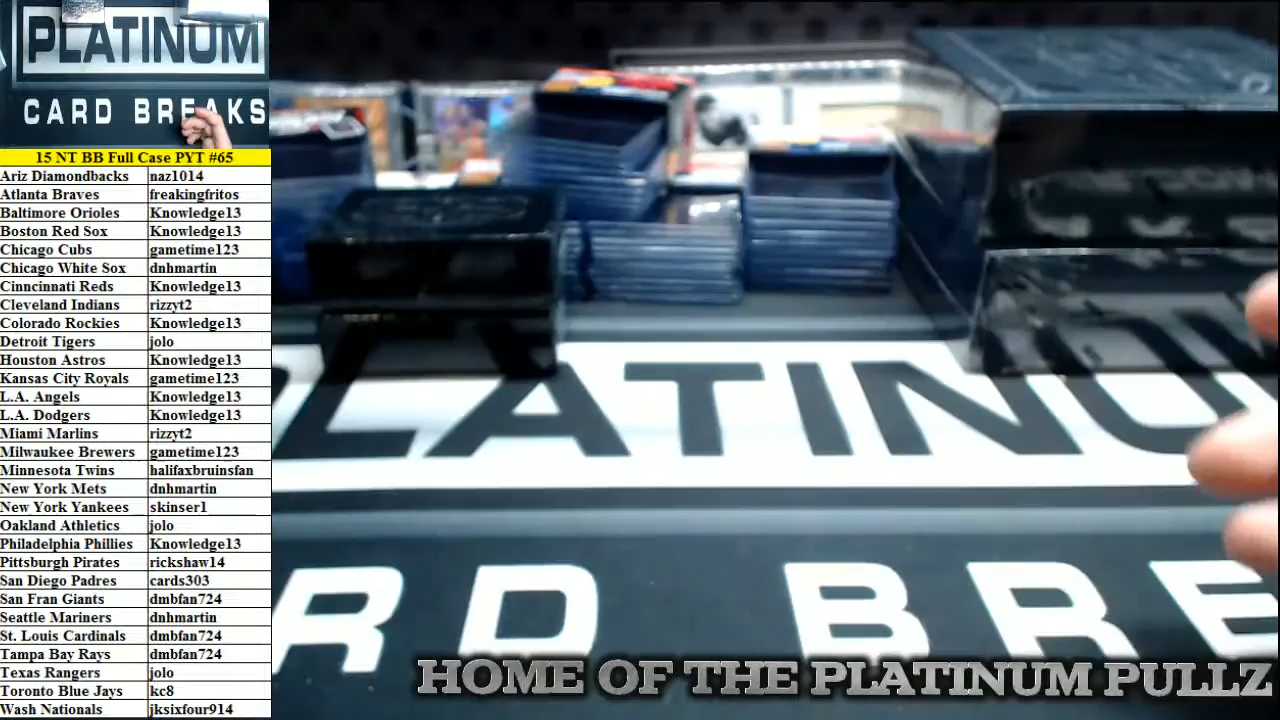 PLATINUM
CARD BREAKS
15 NT BB Full Case PYT #65
Ariz Diamondbacks naz1014
Atlanta Braves freakingfritos
Baltimore Orioles Knowledge13
Boston Red Sox Knowledge13
Chicago Cubs gametime123
Chicago White Sox dnhmartin
Cinncinnati Reds Knowledge13
Cleveland Indians rizzyt2
Colorado Rockies Knowledge13
Detroit Tigers jolo
Houston Astros Knowledge13
Kansas City Royals gametime123
L.A. Angels Knowledge13
L.A. Dodgers Knowledge13
Miami Marlins rizzyt2
Milwaukee Brewers gametime123
Minnesota Twins halifaxbruinsfan
New York Mets dnhmartin
New York Yankees skinser1
Oakland Athletics jolo
Philadelphia Phillies Knowledge13
Pittsburgh Pirates rickshaw14
San Diego Padres cards303
San Fran Giants dmbfan724
Seattle Mariners dnhmartin
St. Louis Cardinals dmbfan724
Tampa Bay Rays dmbfan724
Texas Rangers jolo
Toronto Blue Jays kc8
Wash Nationals jksixfour914
PLATINU
RD BRE
HOME OF THE PLATINUM PULLZ